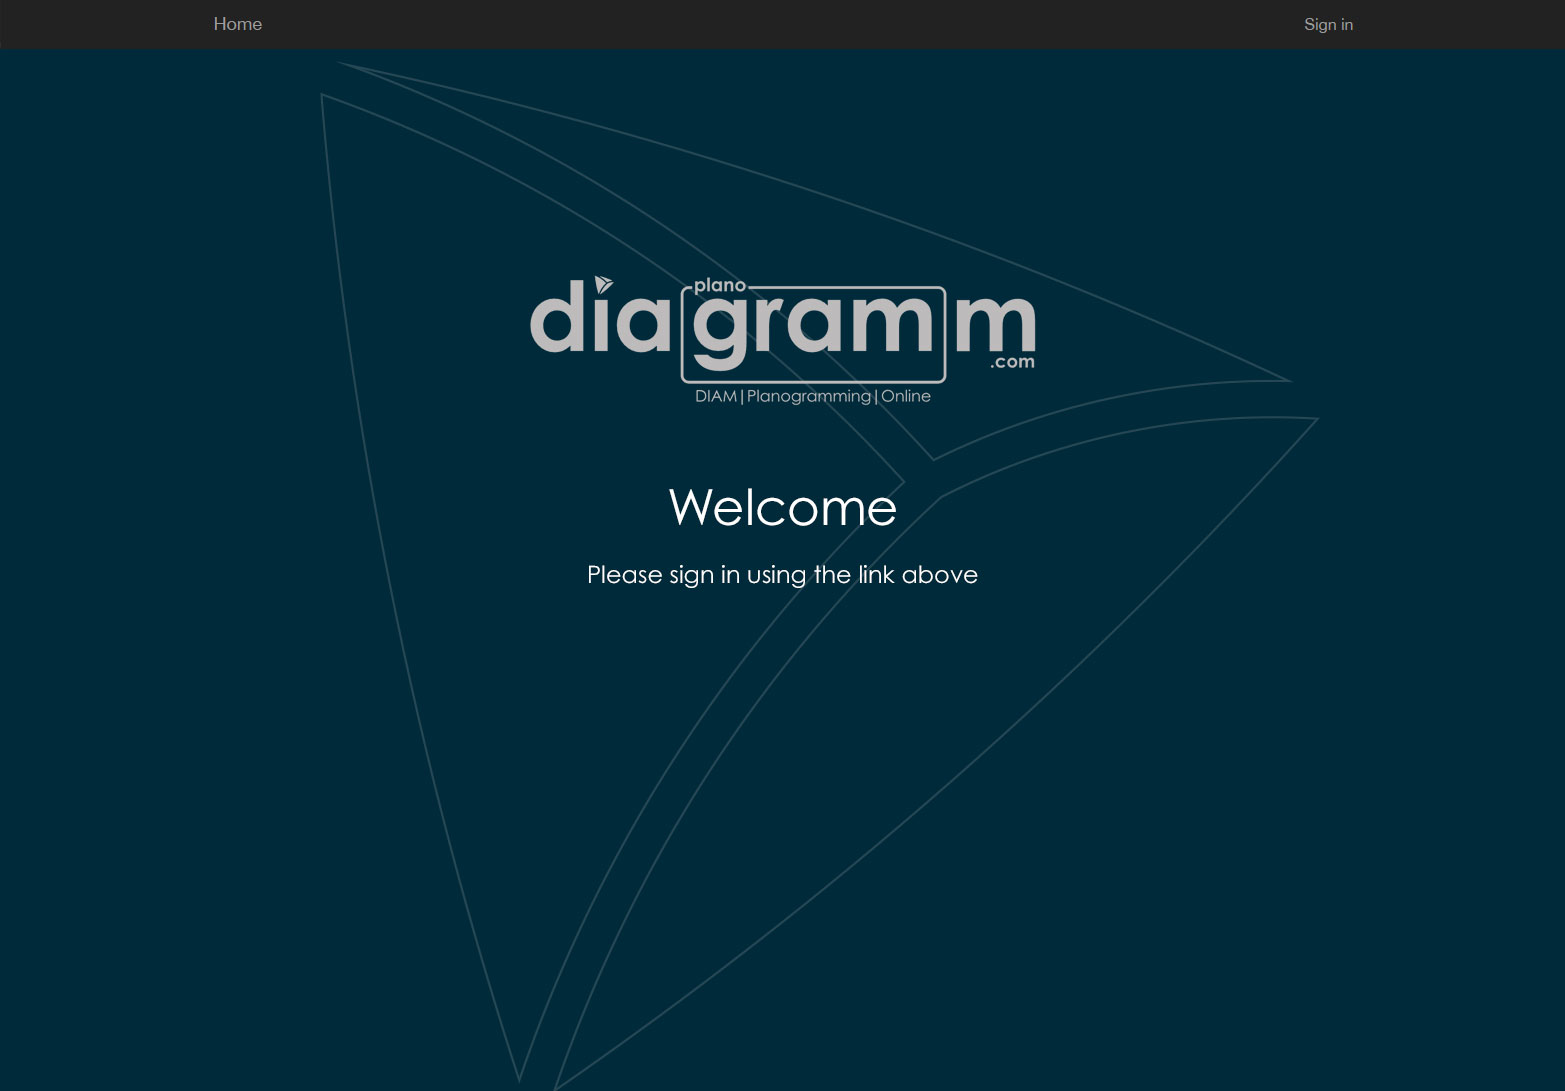 Home
Sign in
plano
diagramm
.com
DIAM|Planogramming|Online
Welcome
Please sign in using the link above